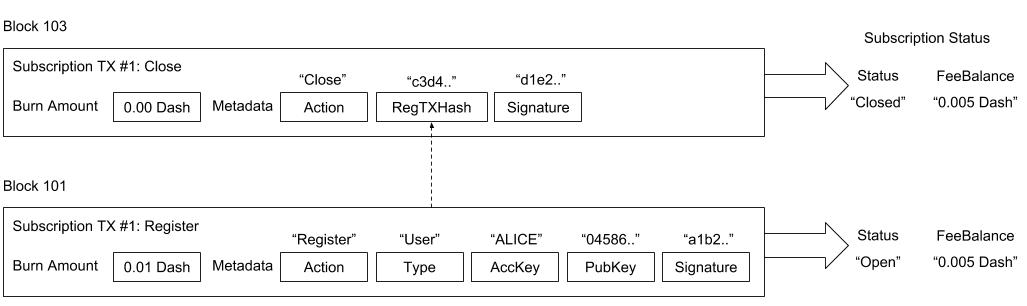 Block 103
Subscription Status
Subscription TX #1: Close
“Close” “c3d4..” “d1e2..” Status FeeBalance
Burn Amount 0.00 Dash Metadata Action RegTXHash Signature “Closed” “0.005 Dash”
Block 101
Subscription TX #1: Register
“Register” “User” “ALICE” “04586..” “a1b2..” Status FeeBalance
Burn Amount 0.01 Dash Metadata Action Type AccKey PubKey Signature “Open” “0.005 Dash”